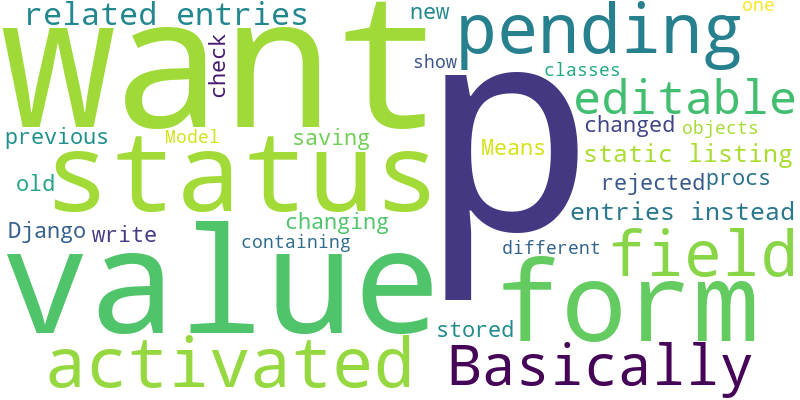 related entries
new
one
want
check
pending
show
p
classes
editable
previous
Model
saving
changed
objects
status
Means
static listing
old
rejected
procs
changing
entries instead
Django
write
containing
different
value
field
form
stored
activated
Basically